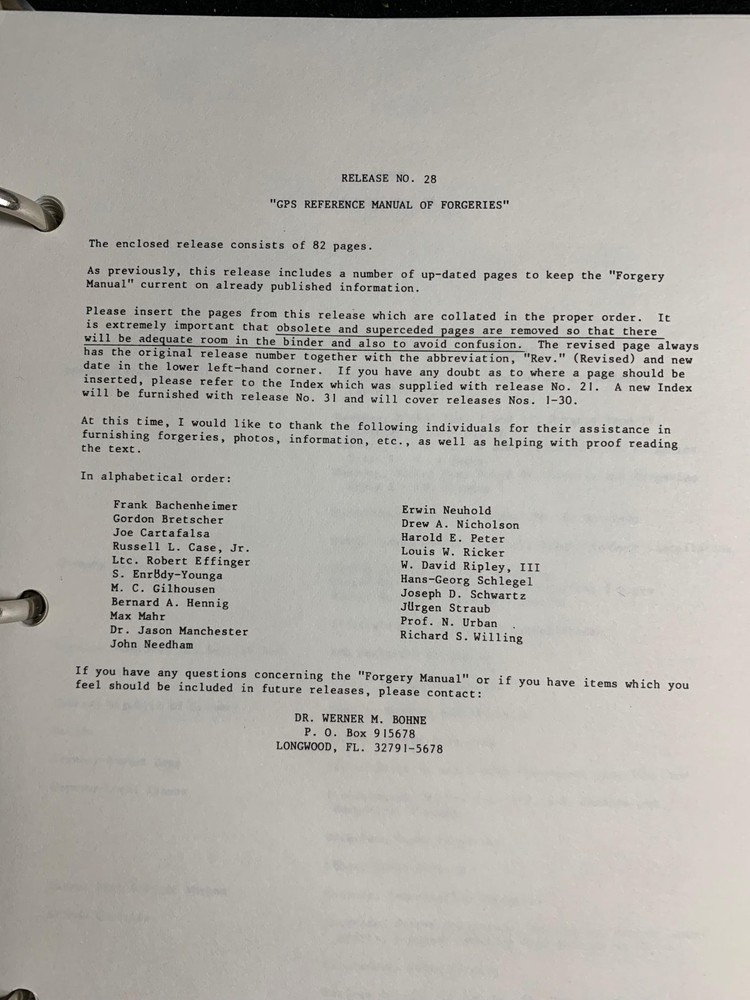 RELEASE NO. 28
"GPS REFERENCE MANUAL OF FORGERIES"
The enclosed release consists of 82 pages.
As previously, this release includes a number of up-dated pages to keep the "Forgery
Manual" current on already published information.
Please insert the pages from this release which are collated in the proper order. It
is extremely important that obsolete and superceded pages are removed so that there
will be adequate room in the binder and also to avoid confusion. The revised page always
has the original release number together with the abbreviation, "Rev." (Revised) and new
date in the lower left-hand corner. If you have any doubt as to where a page should be
inserted, please refer to the Index which was supplied with release No. 21. A new Index
will be furnished with release No. 31 and will cover releases Nos. 1-30.
At this time, I would like to thank the following individuals for their assistance in
furnishing forgeries, photos, information, etc., as well as helping with proof reading
the text.
In alphabetical order:
Frank Bachenheimer
Gordon Bretscher
Joe Cartafalsa
Russell L. Case, Jr.
Ltc. Robert Effinger
S. Enrödy-Younga
M. C. Gilhousen
Bernard A. Hennig
Max Mahr
Dr. Jason Manchester
John Needham
Erwin Neuhold
Drew A. Nicholson
Harold E. Peter
Louis W. Ricker
W. David Ripley, III
Hans-Georg Schlegel
Joseph D. Schwartz
Jürgen Straub
Prof. N. Urban
Richard S. Willing
If you have any questions concerning the "Forgery Manual" or if you have items which you
feel should be included in future releases, please contact:
DR. WERNER M. BOHNE
P. O. Box 915678
LONGWOOD, FL. 32791-5678